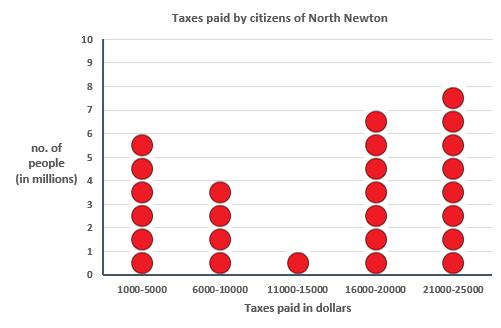 Taxes paid by citizens of North Newton
10
9
8
7
6
5
4
3
2
1
0
no. of
people
(in millions)
1000-5000 6000-10000 11000-15000 16000-20000 21000-25000
Taxes paid in dollars